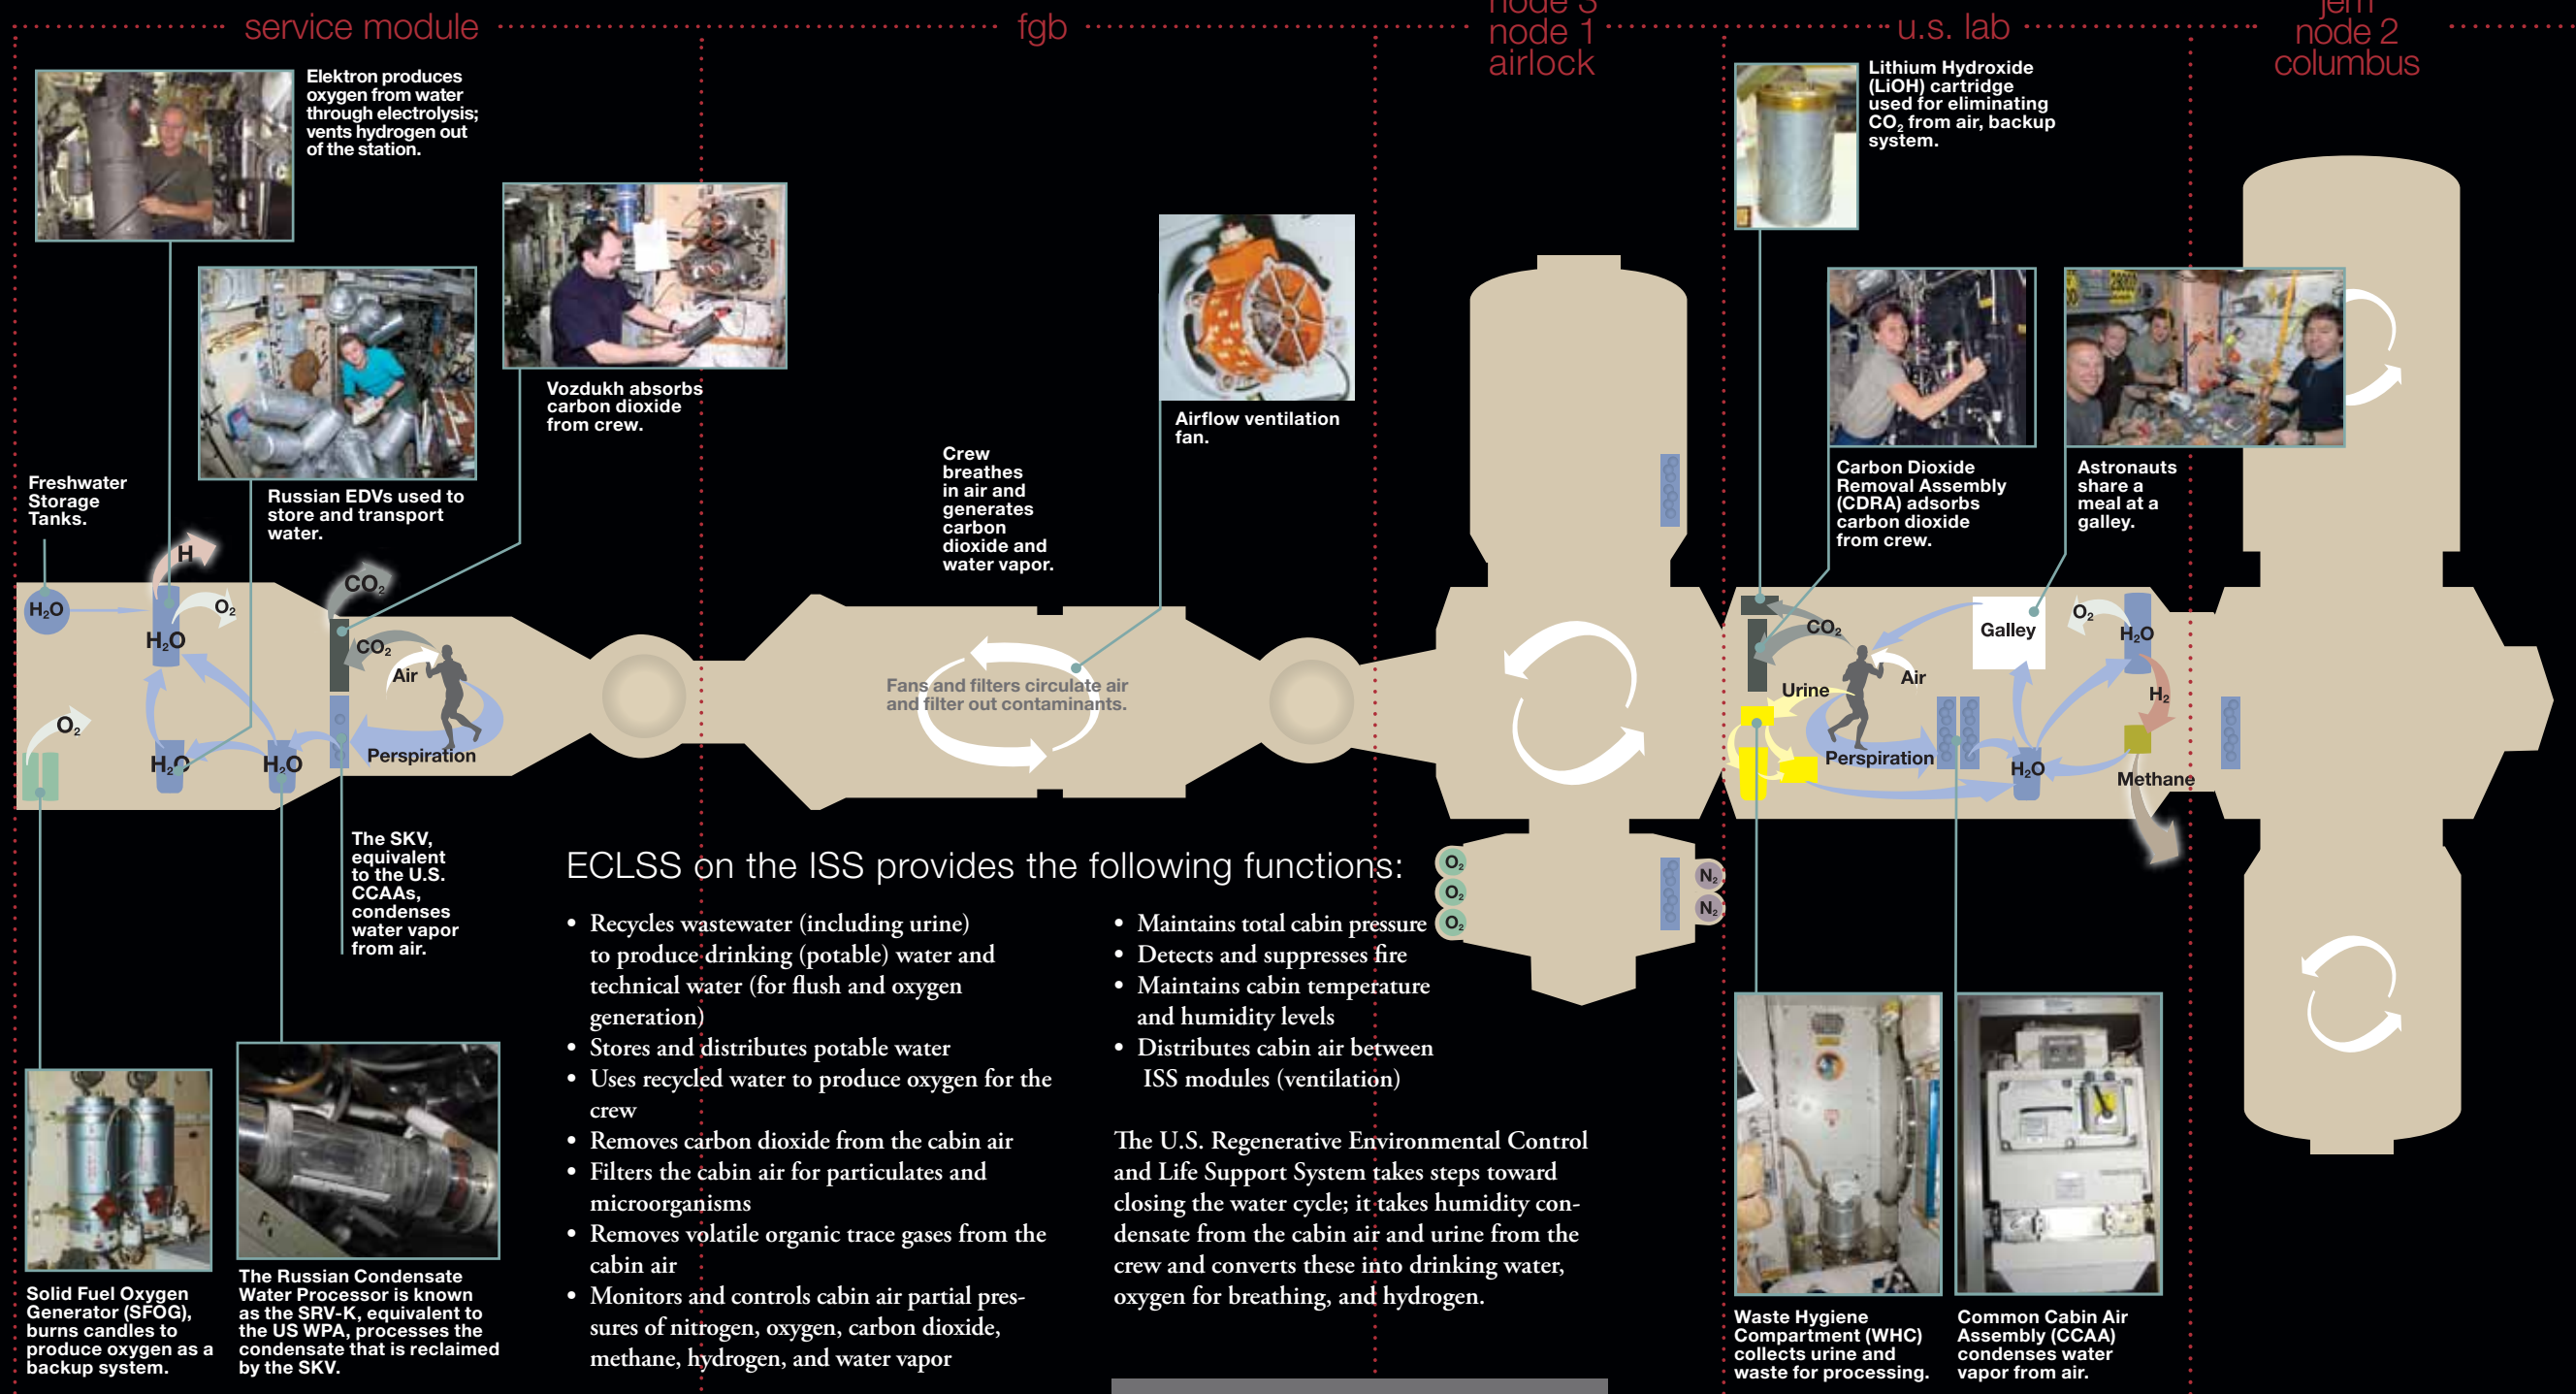 service module
fgb
node 3
node 1
airlock
u.s. lab
jem
node 2
columbus
Elektron produces
oxygen from water
through electrolysis;
vents hydrogen out
of the station.
Russian EDVs used to
store and transport
water.
Vozdukh absorbs
carbon dioxide
from crew.
Freshwater
Storage
Tanks.
Crew
breathes
in air and
generates
carbon
dioxide and
water vapor.
Airflow ventilation
fan.
Lithium Hydroxide
(LiOH) cartridge
used for eliminating
CO₂ from air, backup
system.
Carbon Dioxide
Removal Assembly
(CDRA) adsorbs
carbon dioxide
from crew.
Astronauts
share a
meal at a
galley.
H
CO₂
H₂O
O₂
H₂O
CO₂
Air
O₂
H₂O
H₂O
Perspiration
Fans and filters circulate air
and filter out contaminants.
CO₂
Galley
O₂
H₂O
Air
Urine
H₂
Perspiration
H₂O
Methane
The SKV,
equivalent
to the U.S.
CCAAs,
condenses
water vapor
from air.
ECLSS on the ISS provides the following functions:
• Recycles wastewater (including urine)
to produce drinking (potable) water and
technical water (for flush and oxygen
generation)
• Stores and distributes potable water
• Uses recycled water to produce oxygen for the
crew
• Removes carbon dioxide from the cabin air
• Filters the cabin air for particulates and
microorganisms
• Removes volatile organic trace gases from the
cabin air
• Monitors and controls cabin air partial pres-
sures of nitrogen, oxygen, carbon dioxide,
methane, hydrogen, and water vapor
• Maintains total cabin pressure
• Detects and suppresses fire
• Maintains cabin temperature
and humidity levels
• Distributes cabin air between
ISS modules (ventilation)
The U.S. Regenerative Environmental Control
and Life Support System takes steps toward
closing the water cycle; it takes humidity con-
densate from the cabin air and urine from the
crew and converts these into drinking water,
oxygen for breathing, and hydrogen.
O₂
O₂
O₂
N₂
N₂
Solid Fuel Oxygen
Generator (SFOG),
burns candles to
produce oxygen as a
backup system.
The Russian Condensate
Water Processor is known
as the SRV-K, equivalent to
the US WPA, processes the
condensate that is reclaimed
by the SKV.
Waste Hygiene
Compartment (WHC)
collects urine and
waste for processing.
Common Cabin Air
Assembly (CCAA)
condenses water
vapor from air.